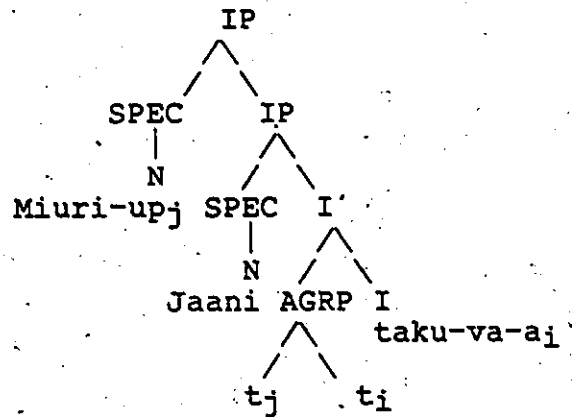 IP
SPEC IP
N
Miuri-upj SPEC I'
N
Jaani AGRP I
taku-va-ai
tj ti